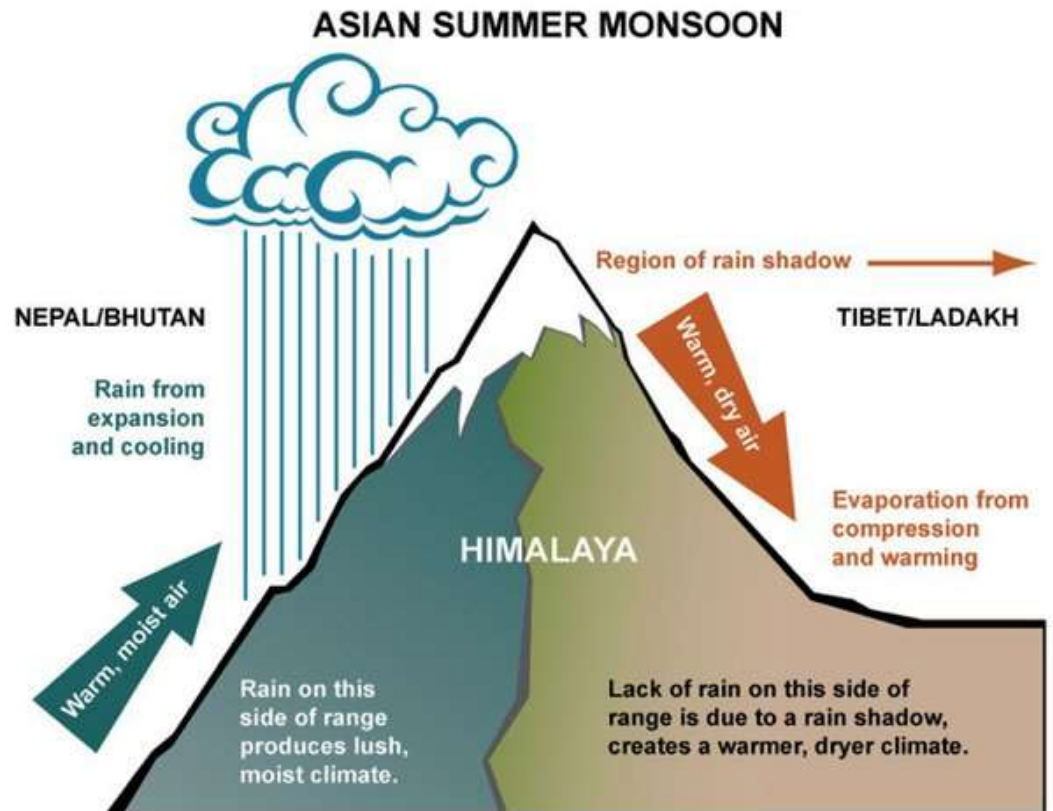 ASIAN SUMMER MONSOON
Region of rain shadow
NEPAL/BHUTAN
TIBET/LADAKH
Rain from
expansion
and cooling
Warm, dry air
Evaporation from
compression
and warming
HIMALAYA
Warm, moist air
Rain on this
side of range
produces lush,
moist climate.
Lack of rain on this side of
range is due to a rain shadow,
creates a warmer, dryer climate.